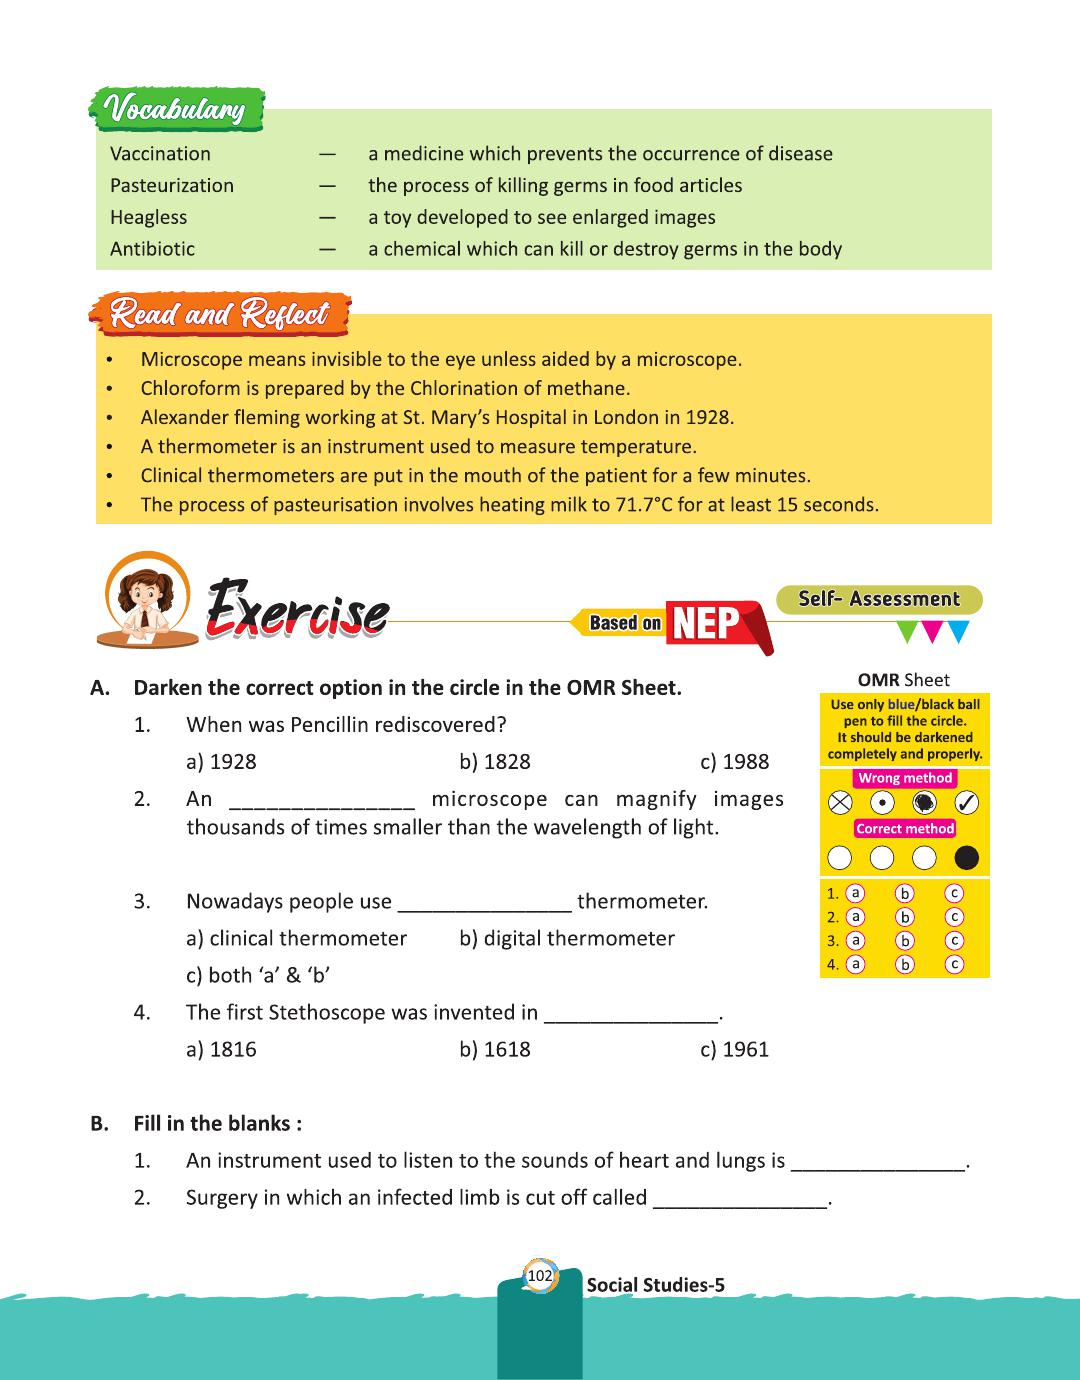 Vocabulary
Vaccination — a medicine which prevents the occurrence of disease
Pasteurization — the process of killing germs in food articles
Heagless — a toy developed to see enlarged images
Antibiotic — a chemical which can kill or destroy germs in the body
Read and Reflect
• Microscope means invisible to the eye unless aided by a microscope.
• Chloroform is prepared by the Chlorination of methane.
• Alexander fleming working at St. Mary's Hospital in London in 1928.
• A thermometer is an instrument used to measure temperature.
• Clinical thermometers are put in the mouth of the patient for a few minutes.
• The process of pasteurisation involves heating milk to 71.7°C for at least 15 seconds.
Exercise
Based on NEP
Self- Assessment
A. Darken the correct option in the circle in the OMR Sheet.
1. When was Pencillin rediscovered?
a) 1928 b) 1828 c) 1988
2. An _______________ microscope can magnify images
thousands of times smaller than the wavelength of light.
3. Nowadays people use _______________ thermometer.
a) clinical thermometer b) digital thermometer
c) both ‘a’ & ‘b’
4. The first Stethoscope was invented in _______________.
a) 1816 b) 1618 c) 1961
OMR Sheet
Use only blue/black ball
pen to fill the circle.
It should be darkened
completely and properly.
Wrong method
Correct method
1. a b c
2. a b c
3. a b c
4. a b c
B. Fill in the blanks :
1. An instrument used to listen to the sounds of heart and lungs is _______________.
2. Surgery in which an infected limb is cut off called _______________.
102
Social Studies-5